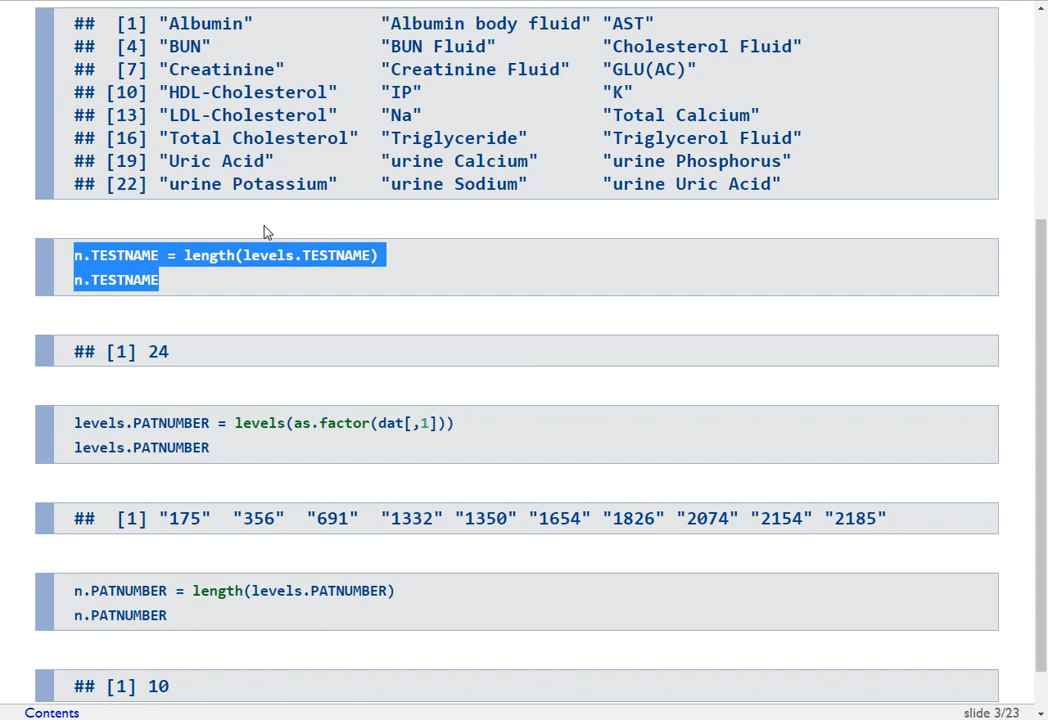 ##  [1] "Albumin"            "Albumin body fluid" "AST"
##  [4] "BUN"                "BUN Fluid"          "Cholesterol Fluid"
##  [7] "Creatinine"         "Creatinine Fluid"   "GLU(AC)"
## [10] "HDL-Cholesterol"    "IP"                 "K"
## [13] "LDL-Cholesterol"    "Na"                 "Total Calcium"
## [16] "Total Cholesterol"  "Triglyceride"       "Triglycerol Fluid"
## [19] "Uric Acid"          "urine Calcium"      "urine Phosphorus"
## [22] "urine Potassium"    "urine Sodium"       "urine Uric Acid"
n.TESTNAME = length(levels.TESTNAME)
n.TESTNAME
## [1] 24
levels.PATNUMBER = levels(as.factor(dat[,1]))
levels.PATNUMBER
##  [1] "175"  "356"  "691"  "1332" "1350" "1654" "1826" "2074" "2154" "2185"
n.PATNUMBER = length(levels.PATNUMBER)
n.PATNUMBER
## [1] 10
Contents
slide 3/23